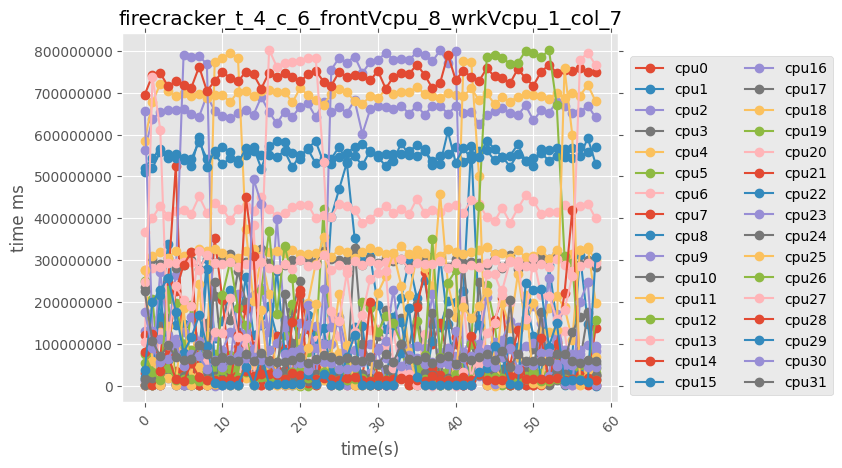 firecracker_t_4_c_6_frontVcpu_8_wrkVcpu_1_col_7
800000000
700000000
600000000
500000000
400000000
300000000
200000000
100000000
0
time ms
0
10
20
30
40
50
60
time(s)
cpu0
cpu1
cpu2
cpu3
cpu4
cpu5
cpu6
cpu7
cpu8
cpu9
cpu10
cpu11
cpu12
cpu13
cpu14
cpu15
cpu16
cpu17
cpu18
cpu19
cpu20
cpu21
cpu22
cpu23
cpu24
cpu25
cpu26
cpu27
cpu28
cpu29
cpu30
cpu31